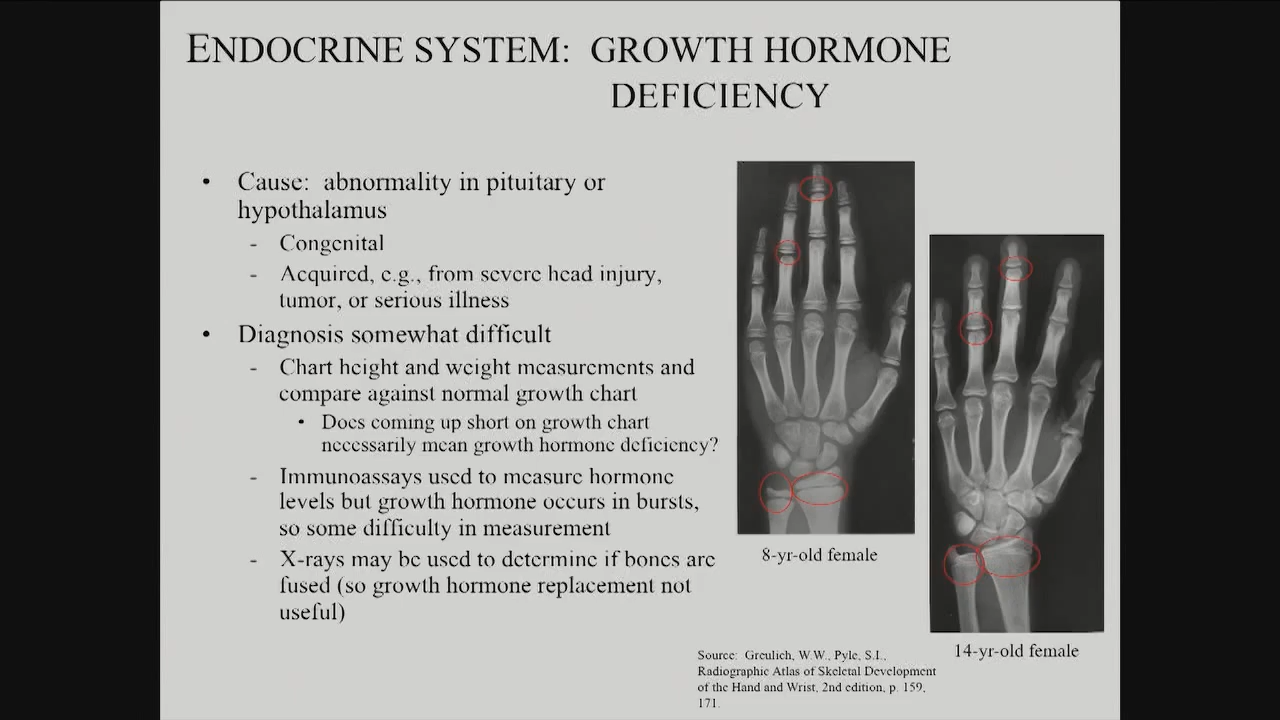 ENDOCRINE SYSTEM: GROWTH HORMONE
DEFICIENCY
• Cause: abnormality in pituitary or
hypothalamus
- Congenital
- Acquired, e.g., from severe head injury,
tumor, or serious illness
• Diagnosis somewhat difficult
- Chart height and weight measurements and
compare against normal growth chart
• Does coming up short on growth chart
necessarily mean growth hormone deficiency?
- Immunoassays used to measure hormone
levels but growth hormone occurs in bursts,
so some difficulty in measurement
- X-rays may be used to determine if bones are
fused (so growth hormone replacement not
useful)
8-yr-old female
14-yr-old female
Source: Greulich, W.W., Pyle, S.I.,
Radiographic Atlas of Skeletal Development
of the Hand and Wrist, 2nd edition, p. 159,
171.